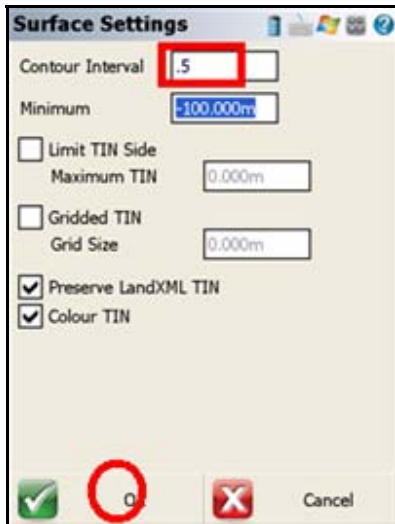 Surface Settings
Contour Interval .5
Minimum -100.000m
Limit TIN Side
Maximum TIN 0.000m
Gridded TIN
Grid Size 0.000m
Preserve LandXML TIN
Colour TIN
Cancel